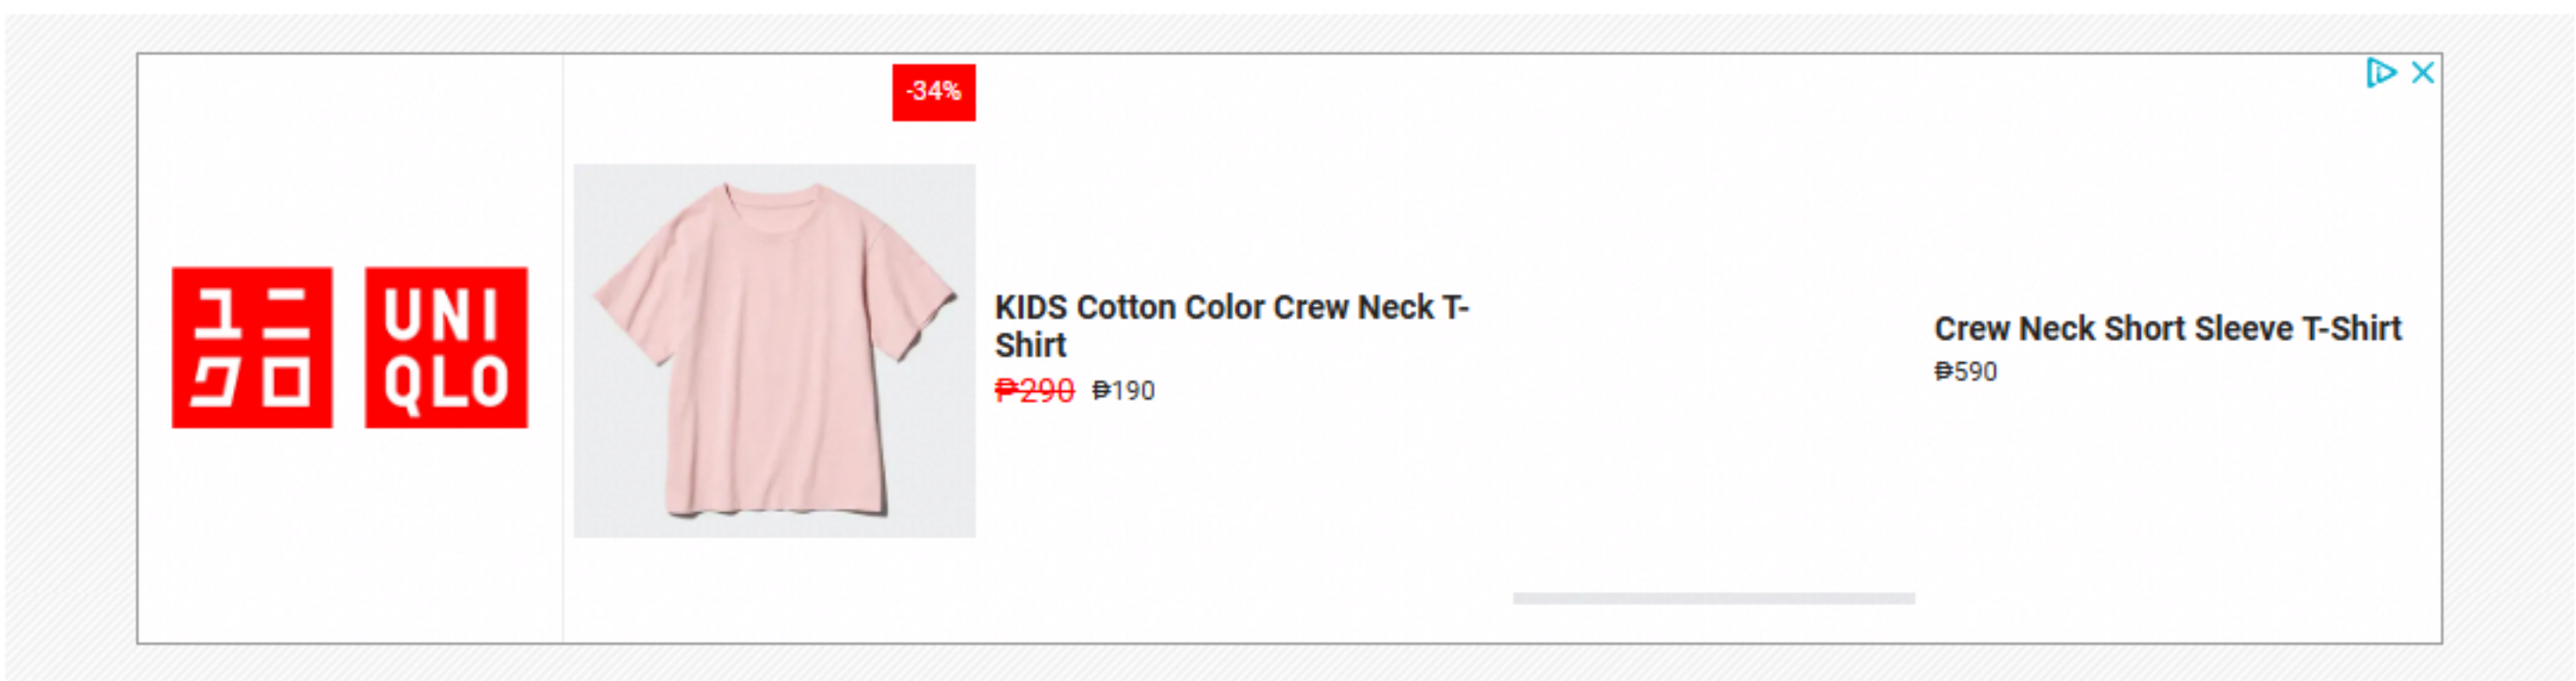 -34%
ユニ
クロ
UNI
QLO
KIDS Cotton Color Crew Neck T-
Shirt
₱290 ₱190
Crew Neck Short Sleeve T-Shirt
₱590